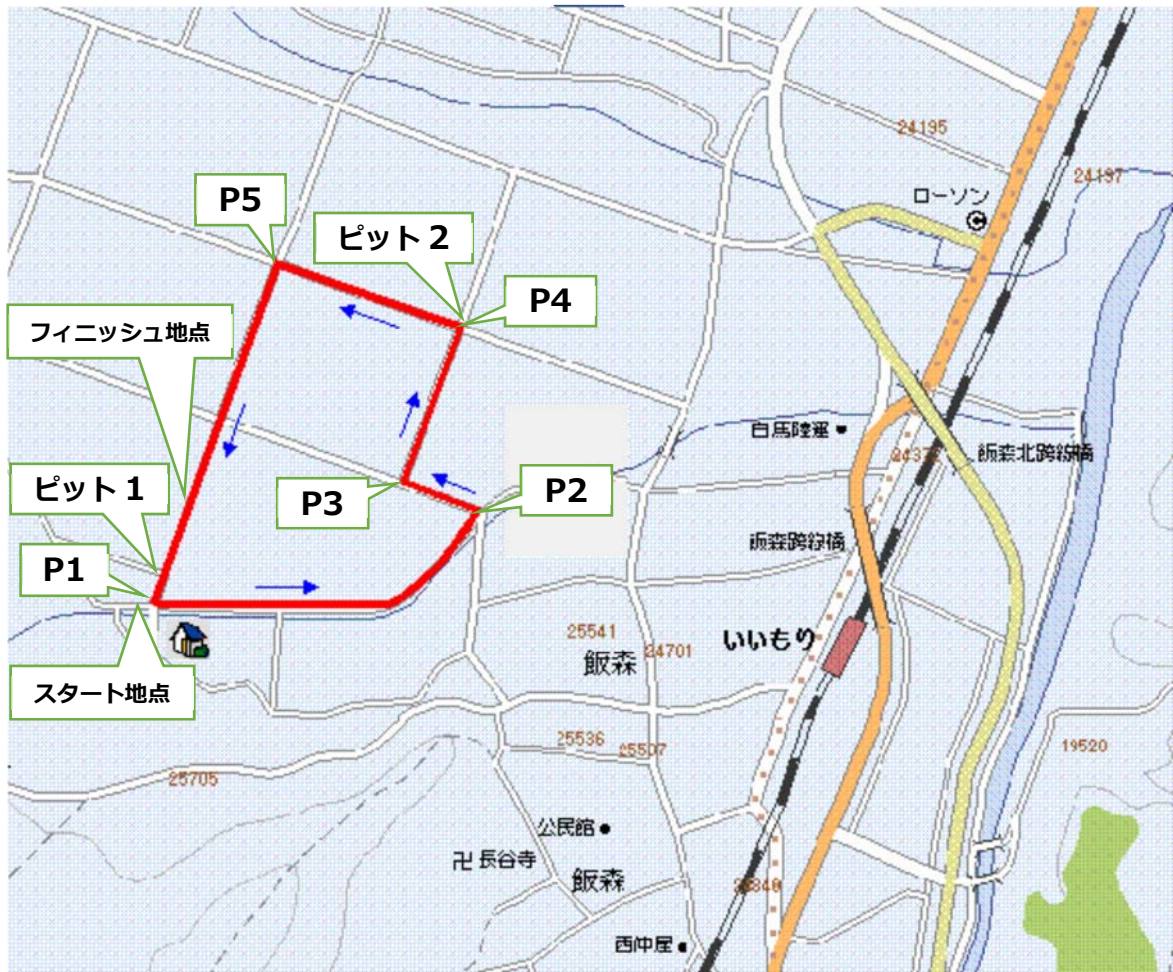 24195
24197
ローソン
P5
ピット 2
P4
フィニッシュ地点
白馬陸運
飯森北跨線橋
ピット 1
P3
P2
飯森跨線橋
P1
いいもり
25541
飯森
24701
スタート地点
25536
25507
19520
25705
公民館
卍 長谷寺
飯森
西仲屋